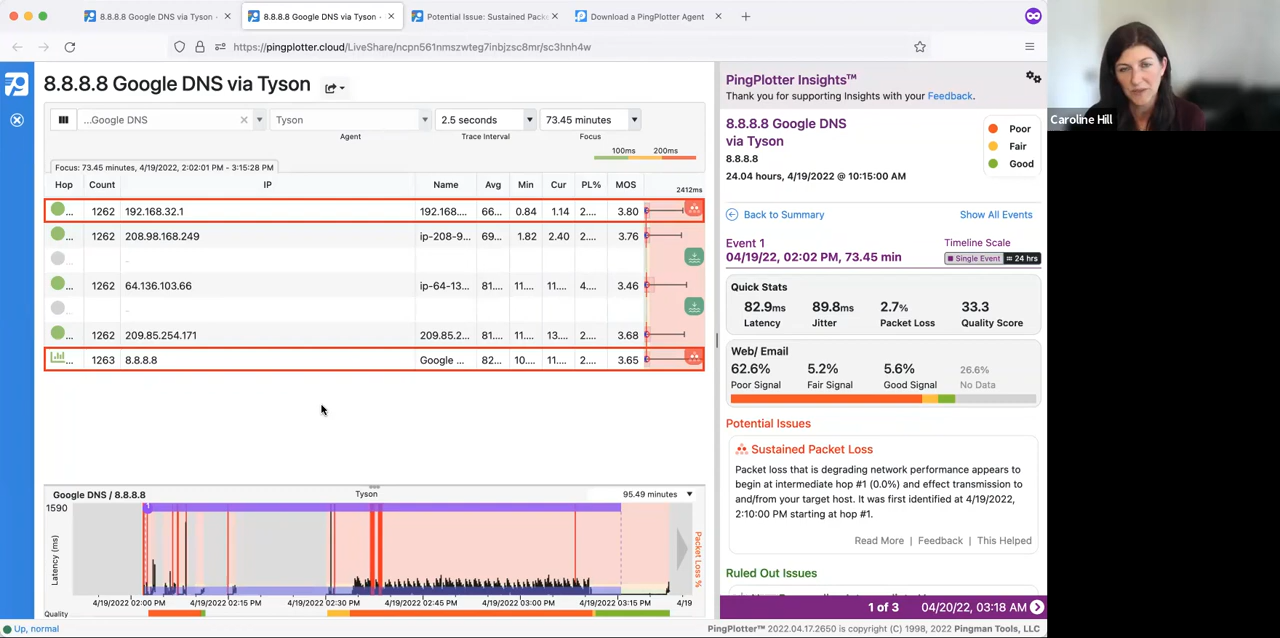 8.8.8.8 Google DNS via Tyson -
8.8.8.8 Google DNS via Tyson -
Potential Issue: Sustained Pack
Download a PingPlotter Agent
https://pingplotter.cloud/LiveShare/ncpn561nmszwteg7inbjzsc8mr/sc3hnh4w
8.8.8.8 Google DNS via Tyson
...Google DNS
Tyson
2.5 seconds
73.45 minutes
Agent
Trace Interval
Focus
100ms 200ms
Focus: 73.45 minutes, 4/19/2022, 2:02:01 PM - 3:15:28 PM
Hop Count IP Name Avg Min Cur PL% MOS 2412ms
... 1262 192.168.32.1 192.168.... 66... 0.84 1.14 2.... 3.80
... 1262 208.98.168.249 ip-208-9... 69... 1.82 2.40 2.... 3.76
... -
... 1262 64.136.103.66 ip-64-13... 81.... 11.... 11.... 4.... 3.46
... -
... 1262 209.85.254.171 209.85.2... 81.... 11.... 13.... 2.... 3.68
... 1263 8.8.8.8 Google ... 82... 10.... 11.... 2.... 3.65
Google DNS / 8.8.8.8
Tyson
95.49 minutes
1590
Latency (ms)
Packet Loss %
4/19/2022 02:00 PM 4/19/2022 02:15 PM 4/19/2022 02:30 PM 4/19/2022 02:45 PM 4/19/2022 03:00 PM 4/19/2022 03:15 PM 4/19
Quality
PingPlotter Insights™
Thank you for supporting Insights with your Feedback.
8.8.8.8 Google DNS
via Tyson
8.8.8.8
24.04 hours, 4/19/2022 @ 10:15:00 AM
Poor
Fair
Good
Back to Summary
Show All Events
Event 1
04/19/22, 02:02 PM, 73.45 min
Timeline Scale
Single Event ≈ 24 hrs
Quick Stats
82.9ms 89.8ms 2.7% 33.3
Latency Jitter Packet Loss Quality Score
Web/ Email
62.6% 5.2% 5.6% 26.6%
Poor Signal Fair Signal Good Signal No Data
Potential Issues
Sustained Packet Loss
Packet loss that is degrading network performance appears to
begin at intermediate hop #1 (0.0%) and effect transmission to
and/from your target host. It was first identified at 4/19/2022,
2:10:00 PM starting at hop #1.
Read More | Feedback | This Helped
Ruled Out Issues
1 of 3 04/20/22, 03:18 AM
Up, normal
PingPlotter™ 2022.04.17.2650 is copyright (C) 1998, 2022 Pingman Tools, LLC
Caroline Hill